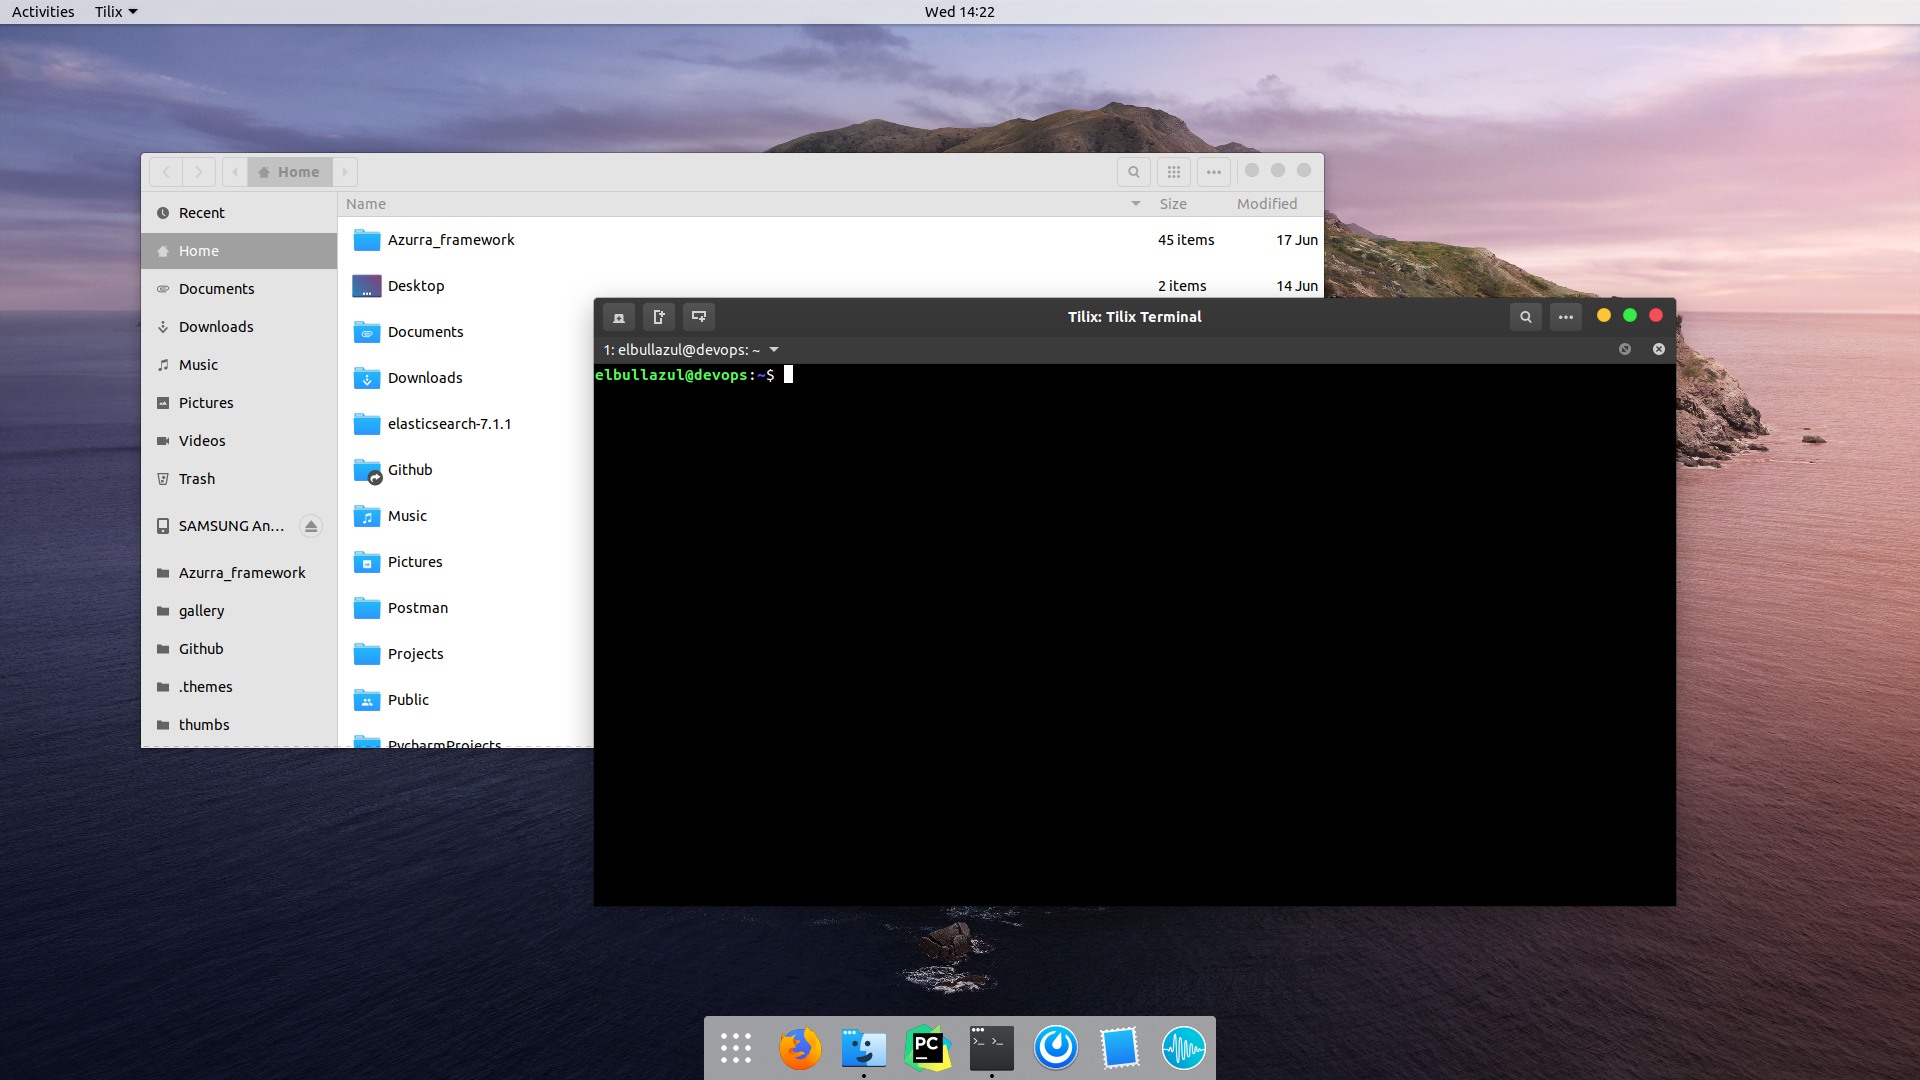 Activities Tilix
Wed 14:22
Home
Name Size Modified
Recent
Home
Documents
Downloads
Music
Pictures
Videos
Trash
SAMSUNG An...
Azurra_framework
gallery
Github
.themes
thumbs
Azurra_framework 45 items 17 Jun
Desktop 2 items 14 Jun
Documents
Downloads
elasticsearch-7.1.1
Github
Music
Pictures
Postman
Projects
Public
PycharmProjects
Tilix: Tilix Terminal
1: elbullazul@devops: ~
elbullazul@devops:~$
PC